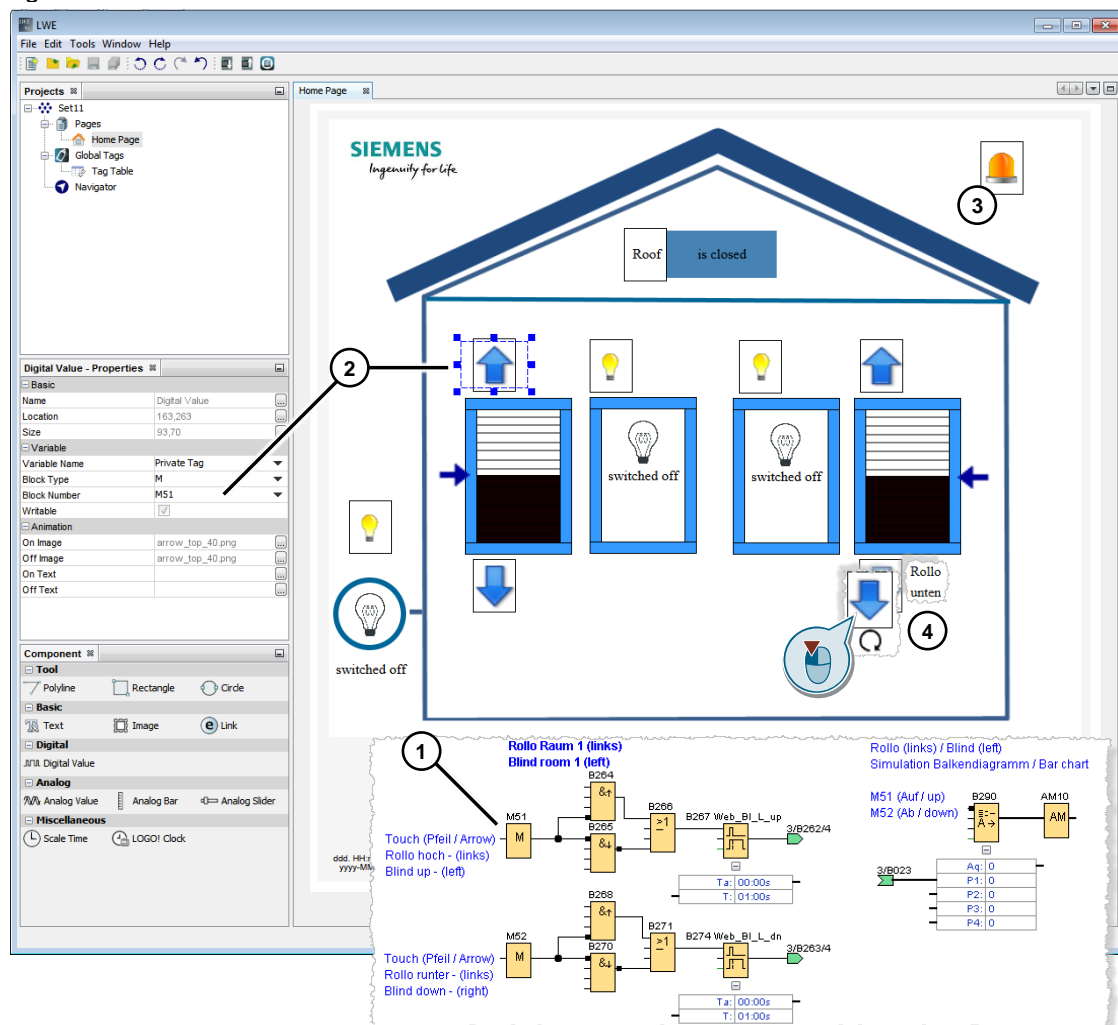 LWE
File Edit Tools Window Help
Projects
Set11
Pages
Home Page
Global Tags
Tag Table
Navigator
Home Page
SIEMENS
Ingenuity for life
3
Roof
is closed
2
switched off
switched off
Rollo
unten
4
switched off
Digital Value - Properties
Basic
Name Digital Value
Location 163,263
Size 93,70
Variable
Variable Name Private Tag
Block Type M
Block Number M51
Writable
Animation
On Image arrow_top_40.png
Off Image arrow_top_40.png
On Text
Off Text
Component
Tool
Polyline Rectangle Circle
Basic
Text Image Link
Digital
Digital Value
Analog
Analog Value Analog Bar Analog Slider
Miscellaneous
Scale Time LOGO! Clock
1
Rollo Raum 1 (links)
Blind room 1 (left)
B264
&↑
M51
M
B265
&↓
B266
≥1
B267 Web_Bl_L_up
3/B262/4
Touch (Pfeil / Arrow)
Rollo hoch - (links)
Blind up - (left)
Ta: 00:00s
T: 01:00s
ddd. HH:
yyyy-MM
B268
&↑
M52
M
B270
&↓
B271
≥1
B274 Web_Bl_L_dn
3/B263/4
Touch (Pfeil / Arrow)
Rollo runter - (links)
Blind down - (right)
Ta: 00:00s
T: 01:00s
Rollo (links) / Blind (left)
Simulation Balkendiagramm / Bar chart
M51 (Auf / up)
M52 (Ab / down)
B290
A→
AM10
AM
3/B023
Aq: 0
P1: 0
P2: 0
P3: 0
P4: 0